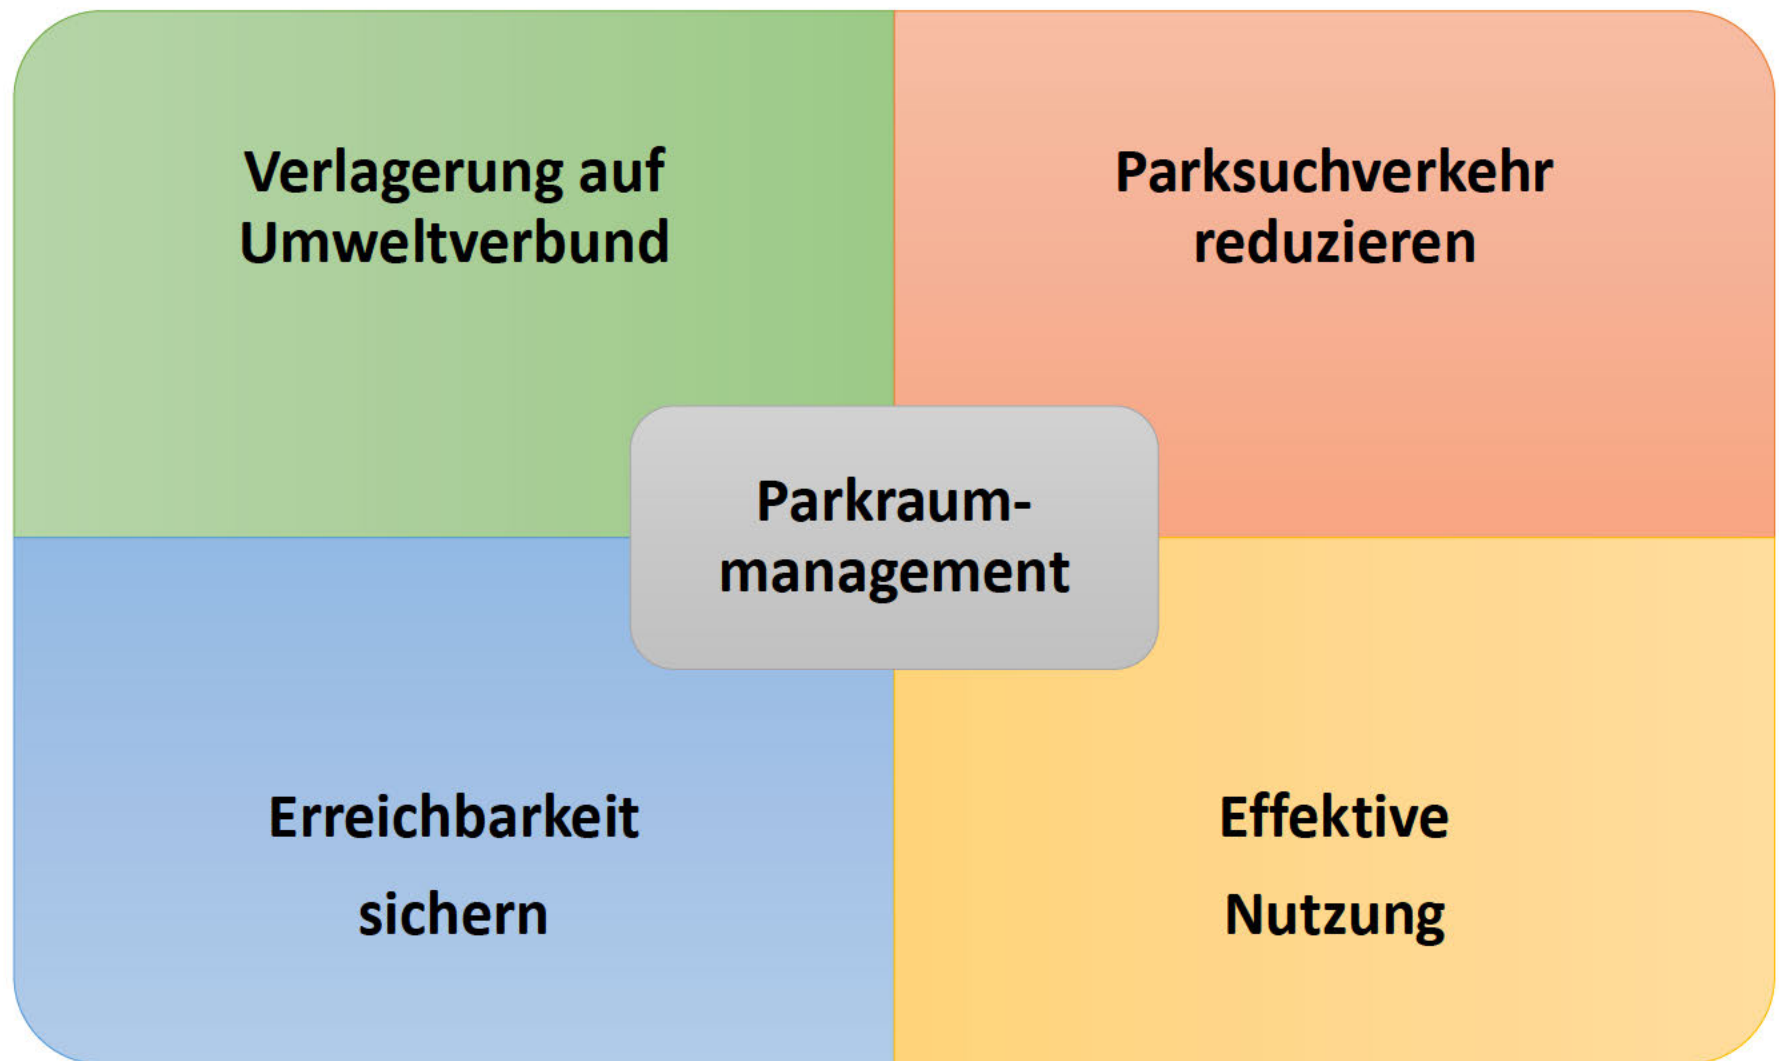 Verlagerung auf
Umweltverbund
Parksuchverkehr
reduzieren
Parkraum-
management
Erreichbarkeit
sichern
Effektive
Nutzung